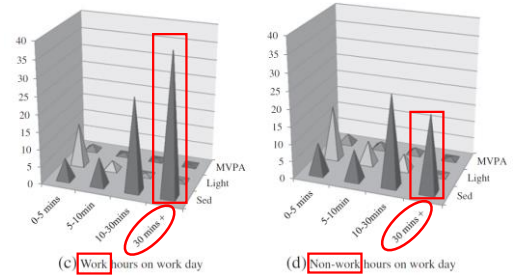 40
35
30
25
20
15
10
5
0
0-5 mins
5-10min
10-30mins
30 mins +
MVPA
Light
Sed
(c) Work hours on work day
40
35
30
25
20
15
10
5
0
0-5 mins
5-10min
10-30mins
30 mins +
MVPA
Light
Sed
(d) Non-work hours on work day